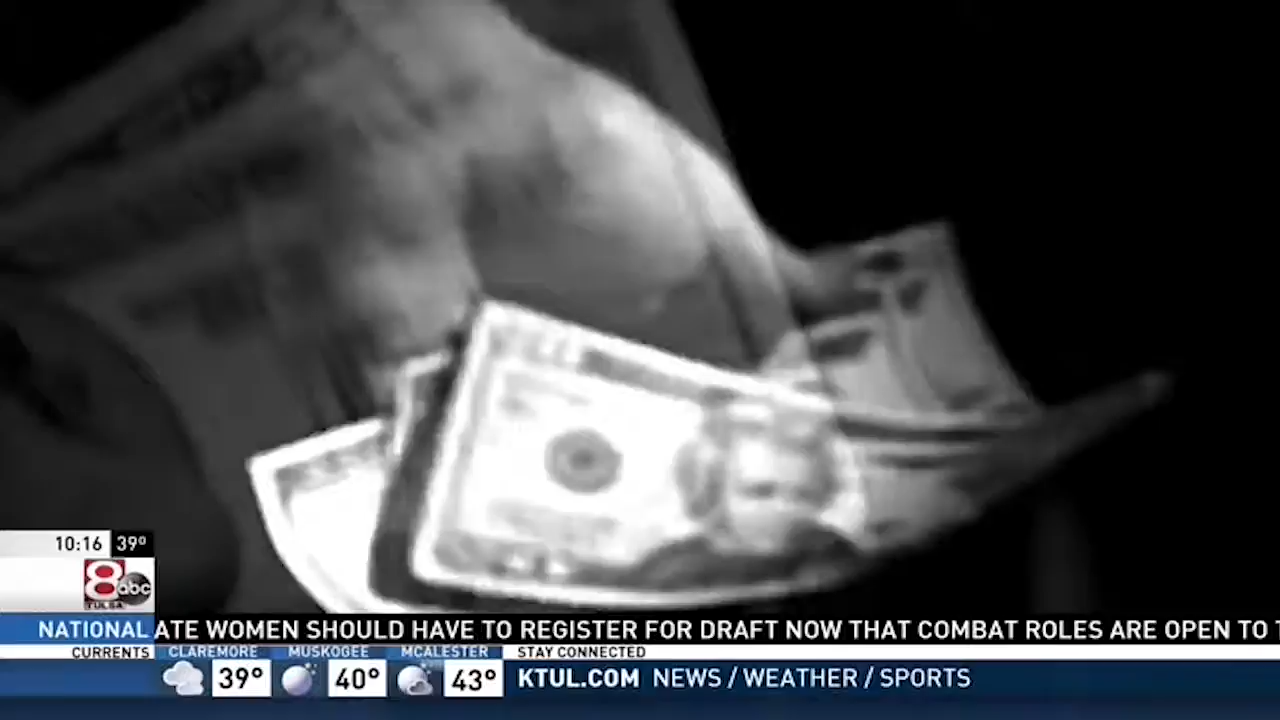 10:16 39°
8 abc
TULSA
NATIONAL ATE WOMEN SHOULD HAVE TO REGISTER FOR DRAFT NOW THAT COMBAT ROLES ARE OPEN TO T
CURRENTS CLAREMORE MUSKOGEE MCALESTER STAY CONNECTED
39° 40° 43° KTUL.COM NEWS / WEATHER / SPORTS